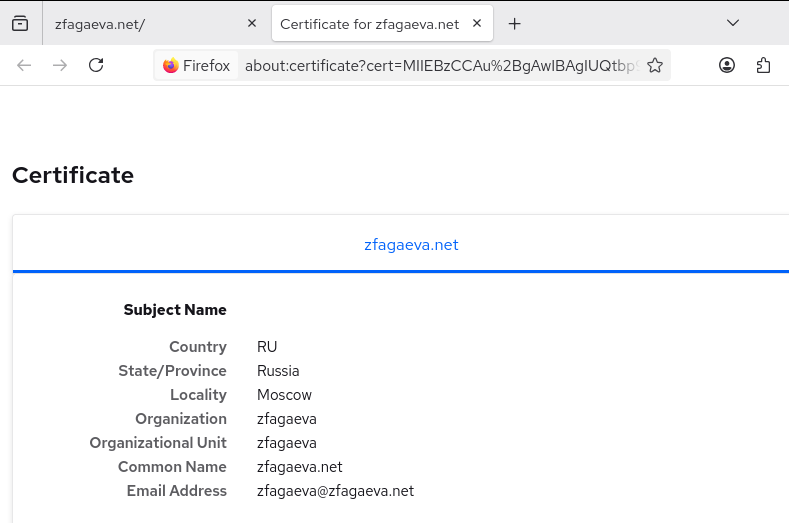 zfagaeva.net/
Certificate for zfagaeva.net
Firefox
about:certificate?cert=MIIEBzCCAu%2BgAwIBAgIUQtbp
Certificate
zfagaeva.net
Subject Name
Country RU
State/Province Russia
Locality Moscow
Organization zfagaeva
Organizational Unit zfagaeva
Common Name zfagaeva.net
Email Address zfagaeva@zfagaeva.net